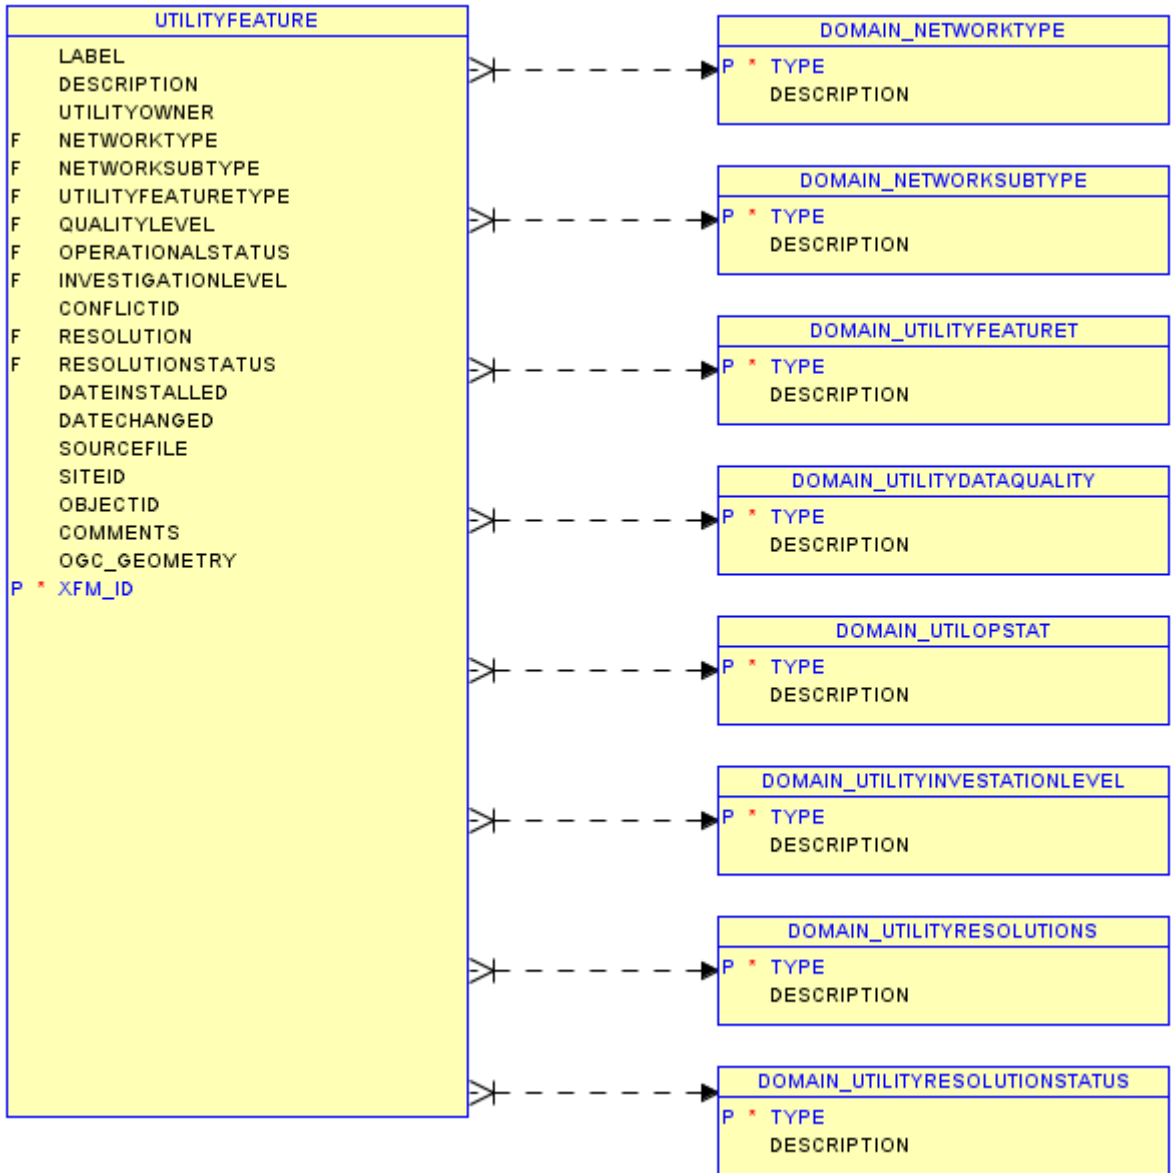 UTILITYFEATURE
LABEL
DESCRIPTION
UTILITYOWNER
F NETWORKTYPE
F NETWORKSUBTYPE
F UTILITYFEATURETYPE
F QUALITYLEVEL
F OPERATIONALSTATUS
F INVESTIGATIONLEVEL
CONFLICTID
F RESOLUTION
F RESOLUTIONSTATUS
DATEINSTALLED
DATECHANGED
SOURCEFILE
SITEID
OBJECTID
COMMENTS
OGC_GEOMETRY
P * XFM_ID
DOMAIN_NETWORKTYPE
P * TYPE
DESCRIPTION
DOMAIN_NETWORKSUBTYPE
P * TYPE
DESCRIPTION
DOMAIN_UTILITYFEATURET
P * TYPE
DESCRIPTION
DOMAIN_UTILITYDATAQUALITY
P * TYPE
DESCRIPTION
DOMAIN_UTILOPSTAT
P * TYPE
DESCRIPTION
DOMAIN_UTILITYINVESTATIONLEVEL
P * TYPE
DESCRIPTION
DOMAIN_UTILITYRESOLUTIONS
P * TYPE
DESCRIPTION
DOMAIN_UTILITYRESOLUTIONSTATUS
P * TYPE
DESCRIPTION